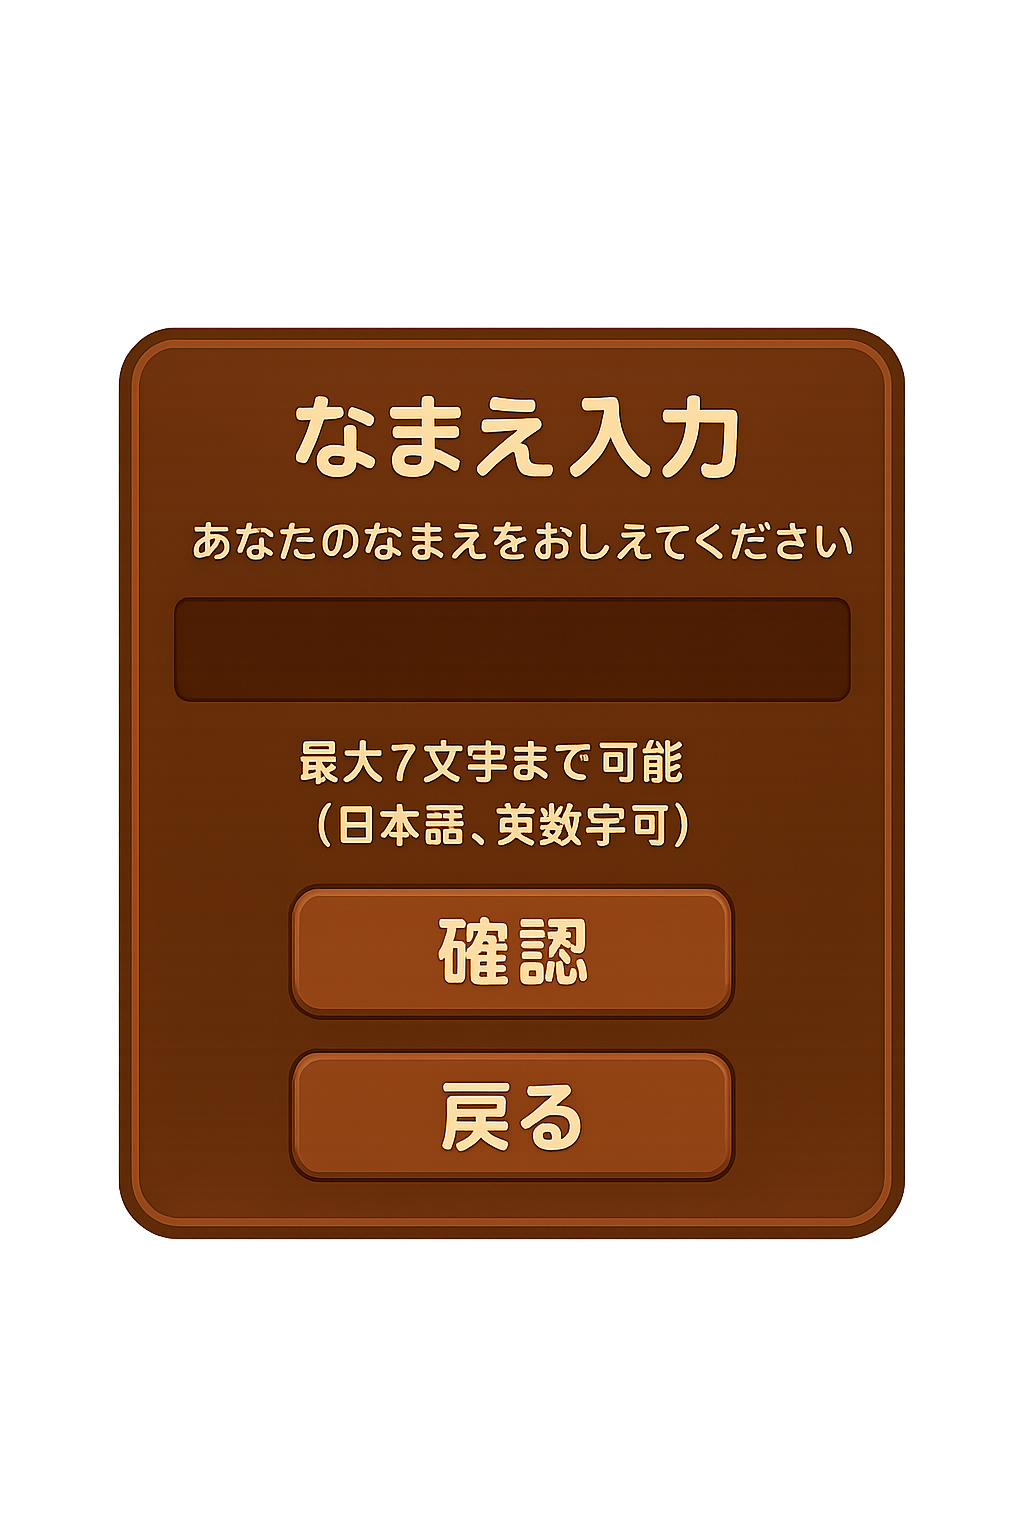 なまえ入力
あなたのなまえをおしえてください
最大7文字まで可能
(日本語、英数字可)
確認
戻る